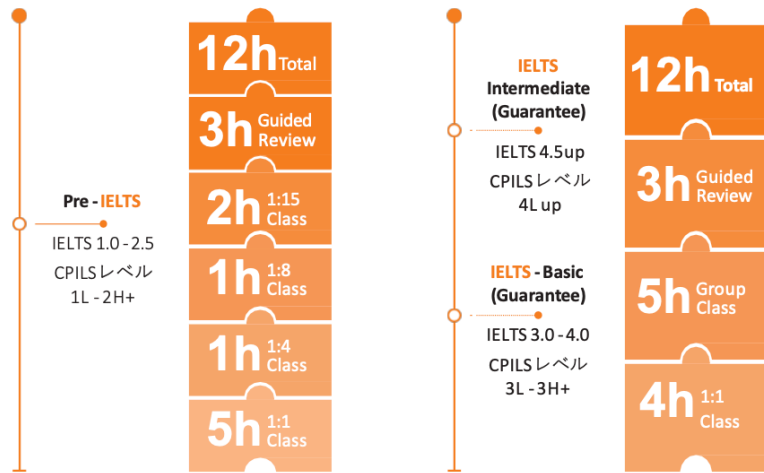 Pre - IELTS
IELTS 1.0 - 2.5
CPILSレベル
1L - 2H+
12h Total
3h Guided
Review
2h 1:15
Class
1h 1:8
Class
1h 1:4
Class
5h 1:1
Class
IELTS
Intermediate
(Guarantee)
IELTS 4.5up
CPILSレベル
4L up
IELTS - Basic
(Guarantee)
IELTS 3.0 - 4.0
CPILSレベル
3L - 3H+
12h Total
3h Guided
Review
5h Group
Class
4h 1:1
Class